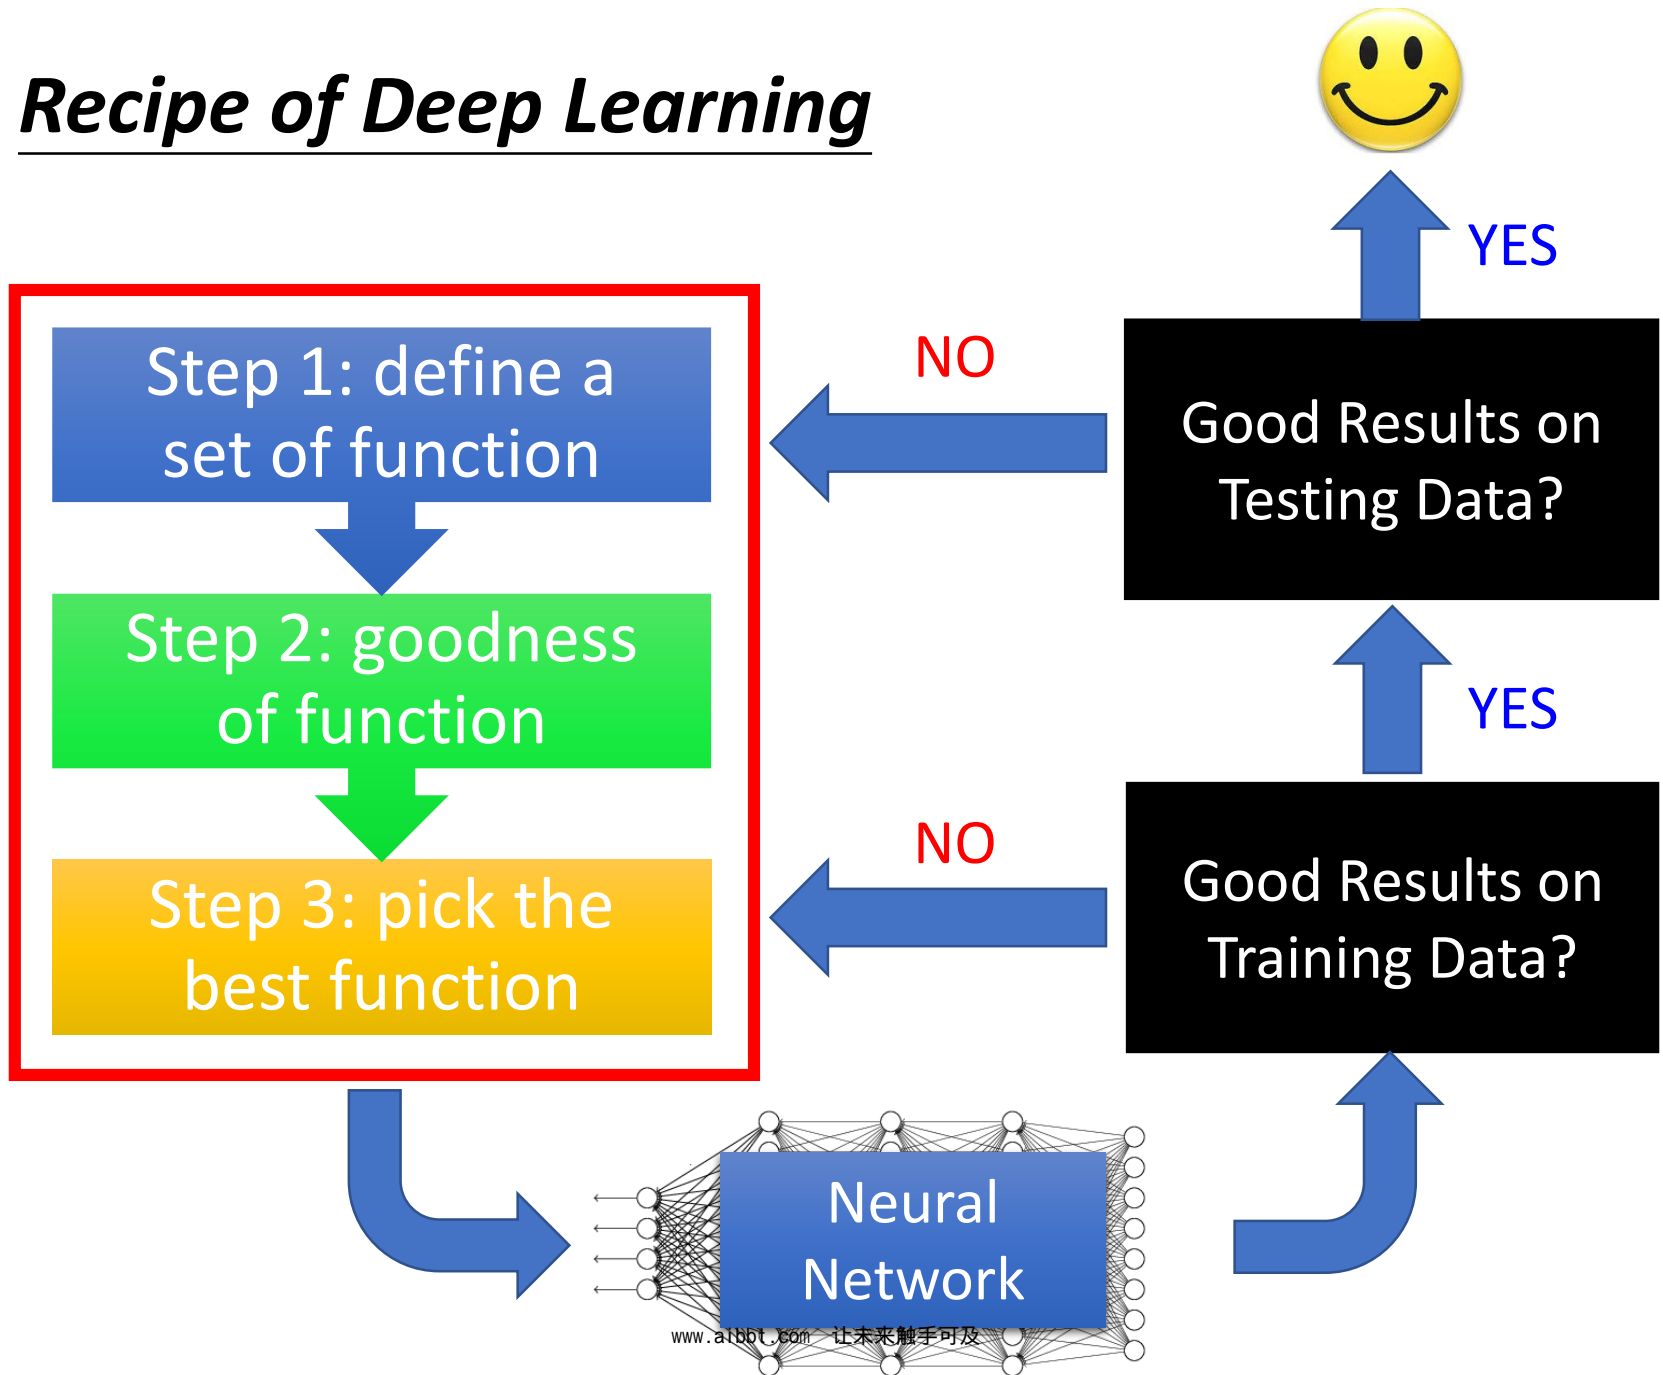 Recipe of Deep Learning
YES
NO
Step 1: define a
set of function
Good Results on
Testing Data?
Step 2: goodness
of function
YES
NO
Step 3: pick the
best function
Good Results on
Training Data?
Neural
Network
www.aibbt.com 让未来触手可及